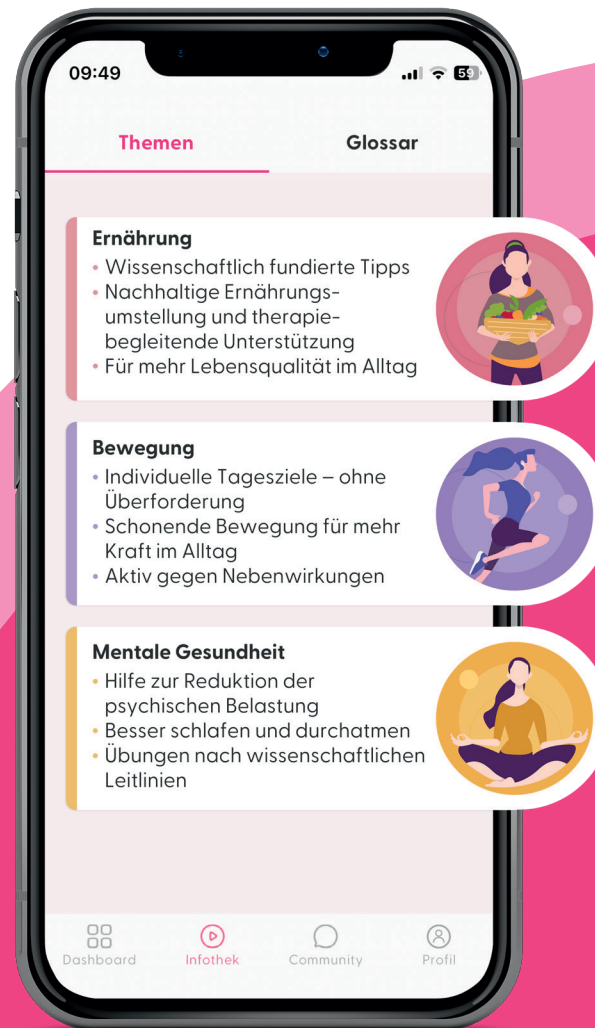 09:49
59
Themen
Glossar
Ernährung
• Wissenschaftlich fundierte Tipps
• Nachhaltige Ernährungs-
umstellung und therapie-
begleitende Unterstützung
• Für mehr Lebensqualität im Alltag
Bewegung
• Individuelle Tagesziele – ohne
Überforderung
• Schonende Bewegung für mehr
Kraft im Alltag
• Aktiv gegen Nebenwirkungen
Mentale Gesundheit
• Hilfe zur Reduktion der
psychischen Belastung
• Besser schlafen und durchatmen
• Übungen nach wissenschaftlichen
Leitlinien
Dashboard
Infothek
Community
Profil